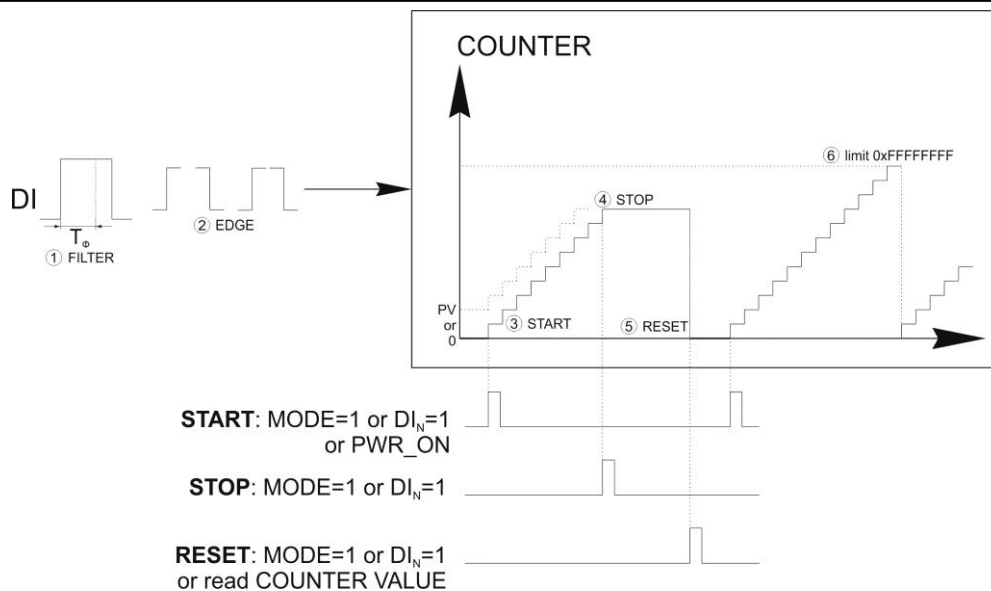 COUNTER
⑥ limit 0xFFFFFFFF
④ STOP
DI
② EDGE
TΦ
① FILTER
PV
or
0
③ START
⑤ RESET
START: MODE=1 or DIN=1
or PWR_ON
STOP: MODE=1 or DIN=1
RESET: MODE=1 or DIN=1
or read COUNTER VALUE